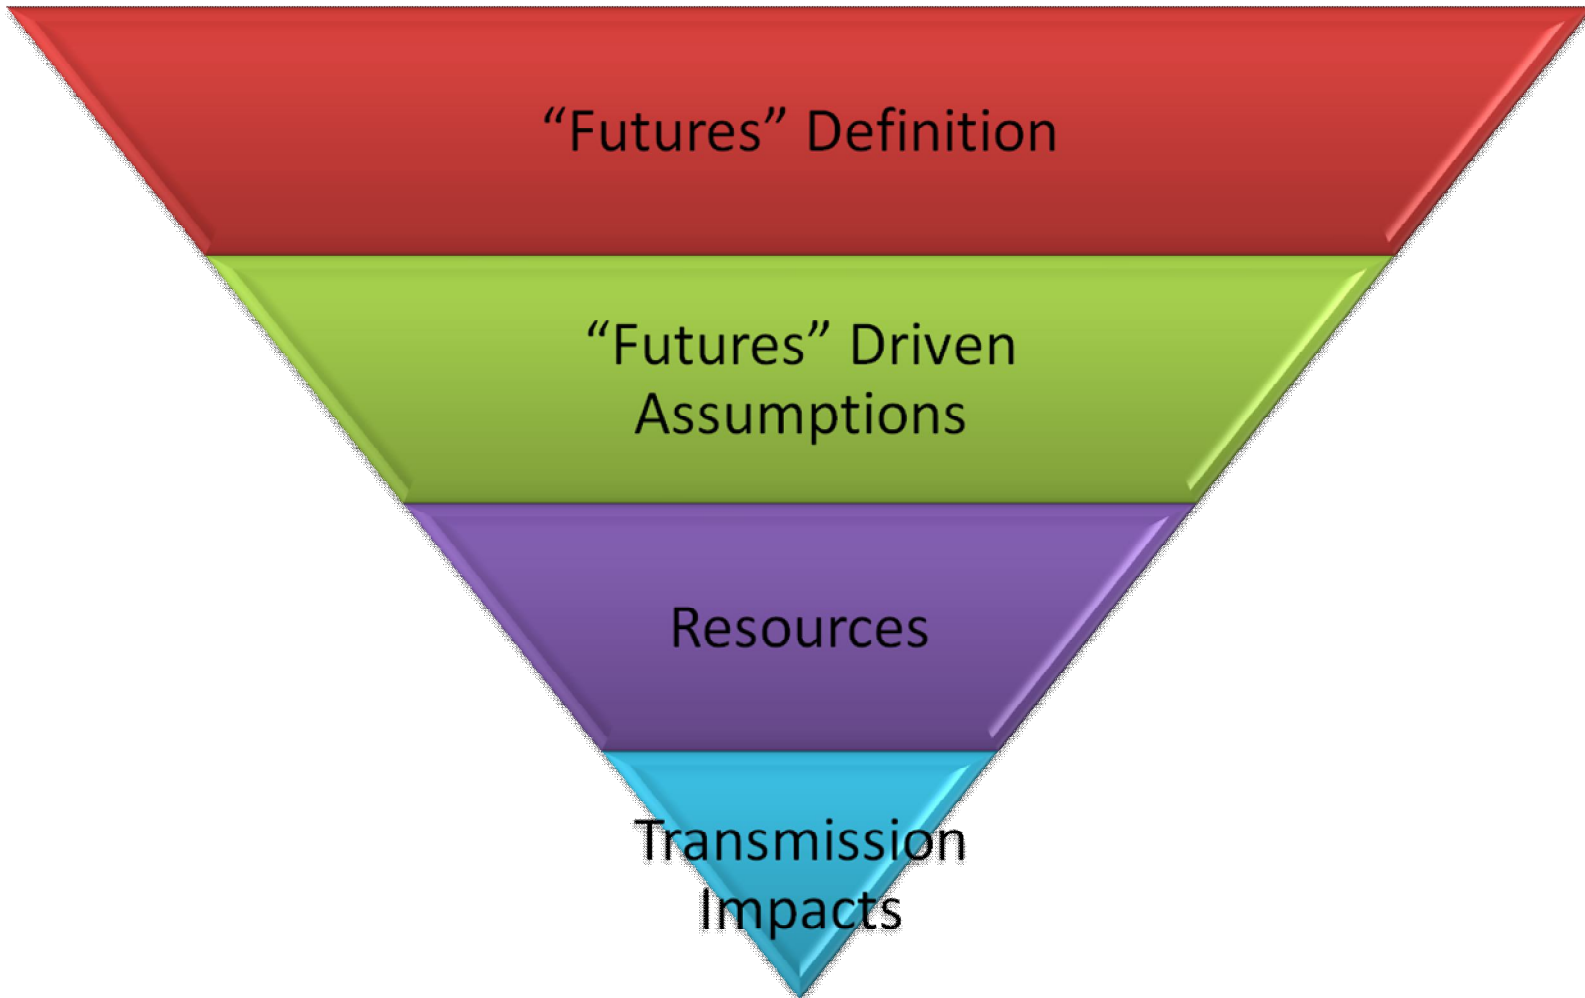 “Futures” Definition
“Futures” Driven
Assumptions
Resources
Transmission
Impacts